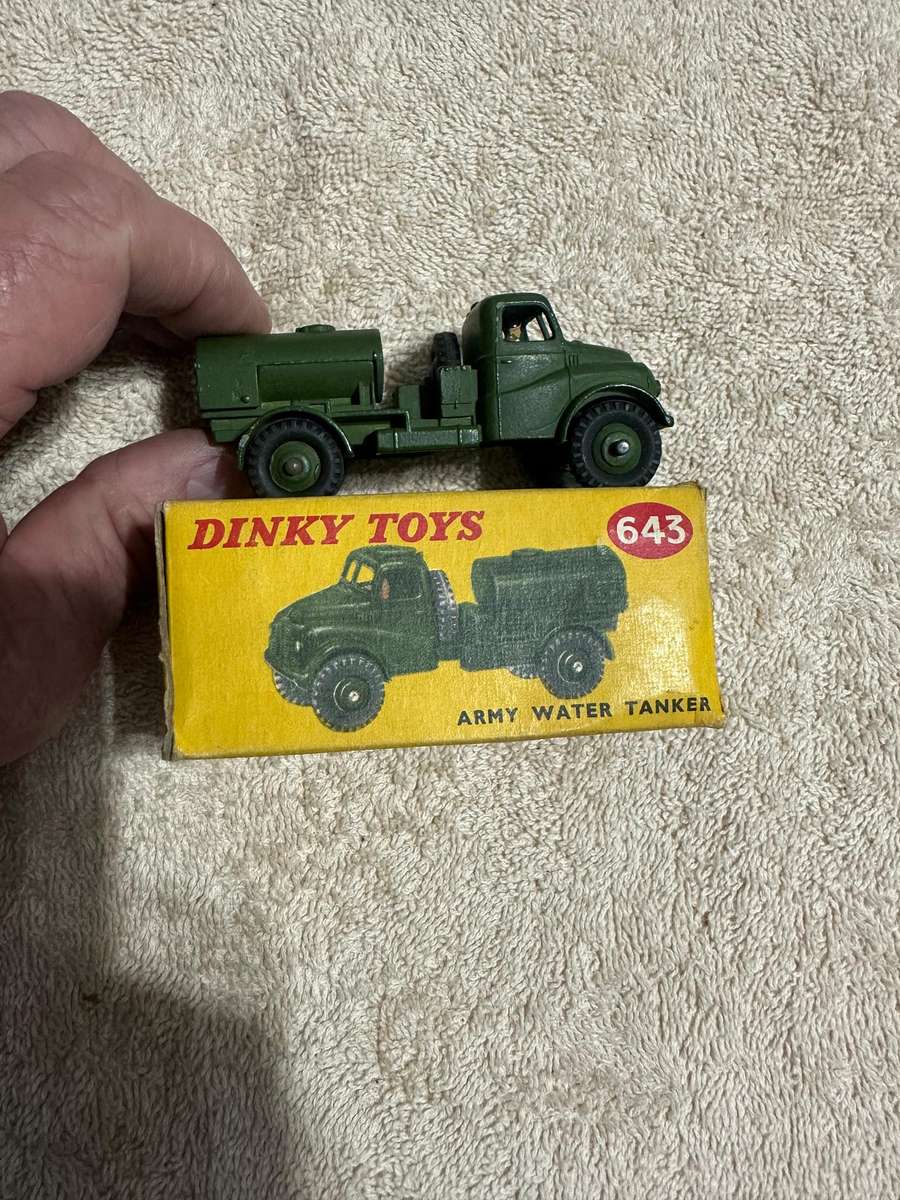 DINKY TOYS
643
ARMY WATER TANKER